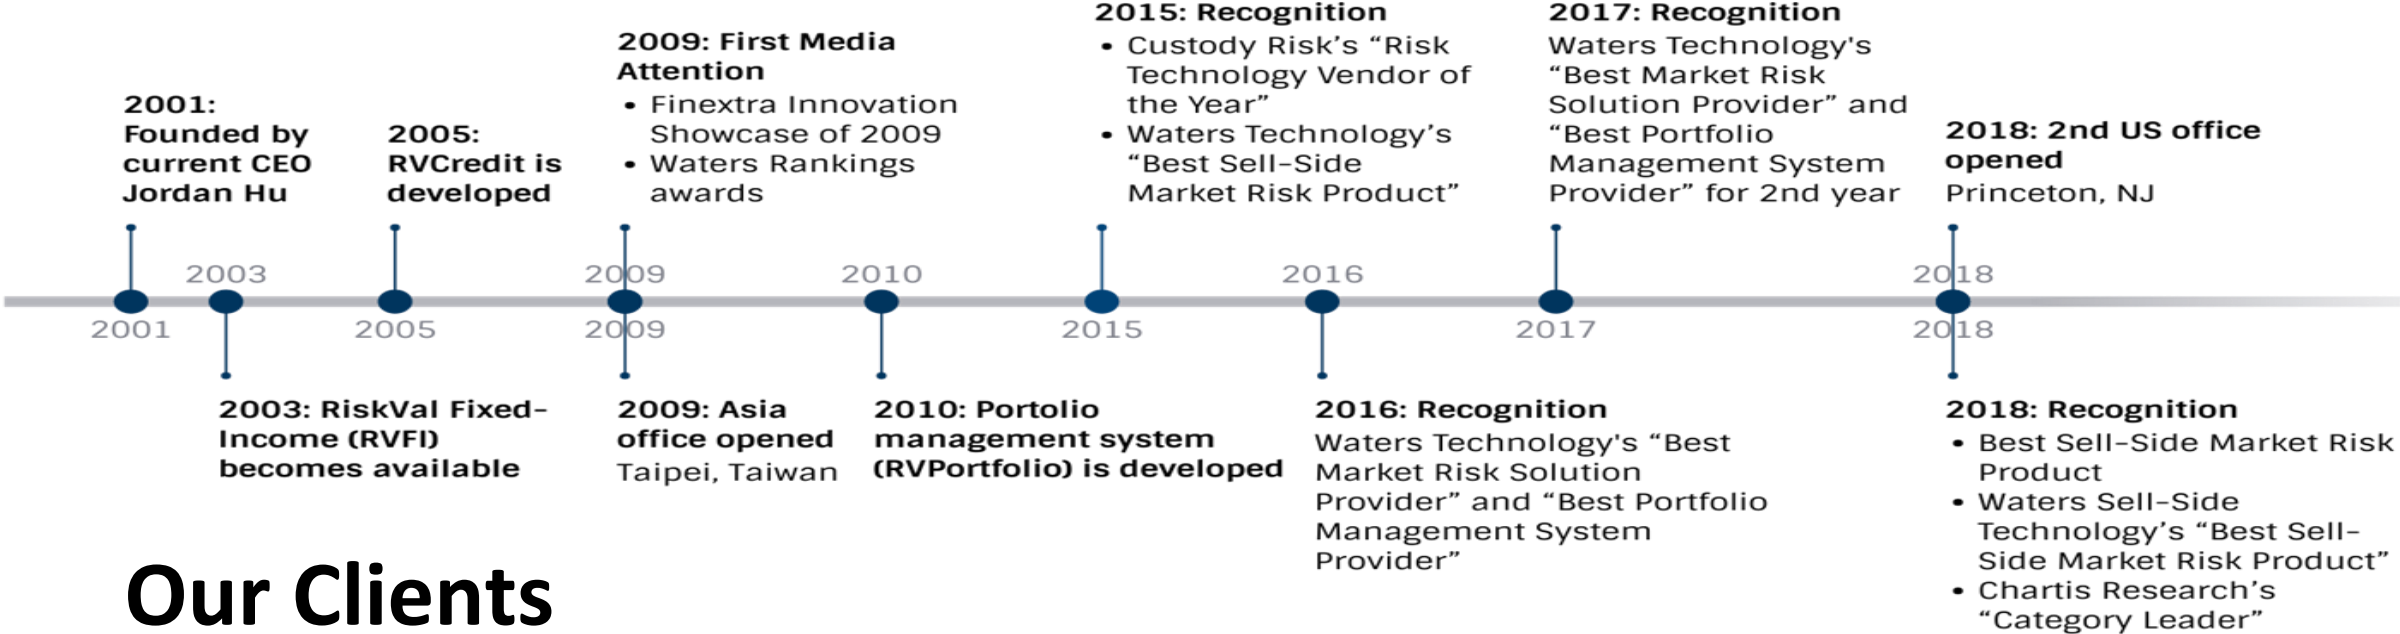 2001:
Founded by
current CEO
Jordan Hu
2005:
RVCredit is
developed
2009: First Media
Attention
• Finextra Innovation
Showcase of 2009
• Waters Rankings
awards
2015: Recognition
• Custody Risk’s “Risk
Technology Vendor of
the Year”
• Waters Technology’s
“Best Sell-Side
Market Risk Product”
2017: Recognition
Waters Technology's
“Best Market Risk
Solution Provider” and
“Best Portfolio
Management System
Provider” for 2nd year
2018: 2nd US office
opened
Princeton, NJ
2003
2009
2010
2016
2018
2001
2005
2009
2015
2017
2018
2003: RiskVal Fixed-
Income (RVFI)
becomes available
2009: Asia
office opened
Taipei, Taiwan
2010: Portolio
management system
(RVPortfolio) is developed
2016: Recognition
Waters Technology's “Best
Market Risk Solution
Provider” and “Best Portfolio
Management System
Provider”
2018: Recognition
• Best Sell-Side Market Risk
Product
• Waters Sell-Side
Technology’s “Best Sell-
Side Market Risk Product”
• Chartis Research’s
“Category Leader”
Our Clients